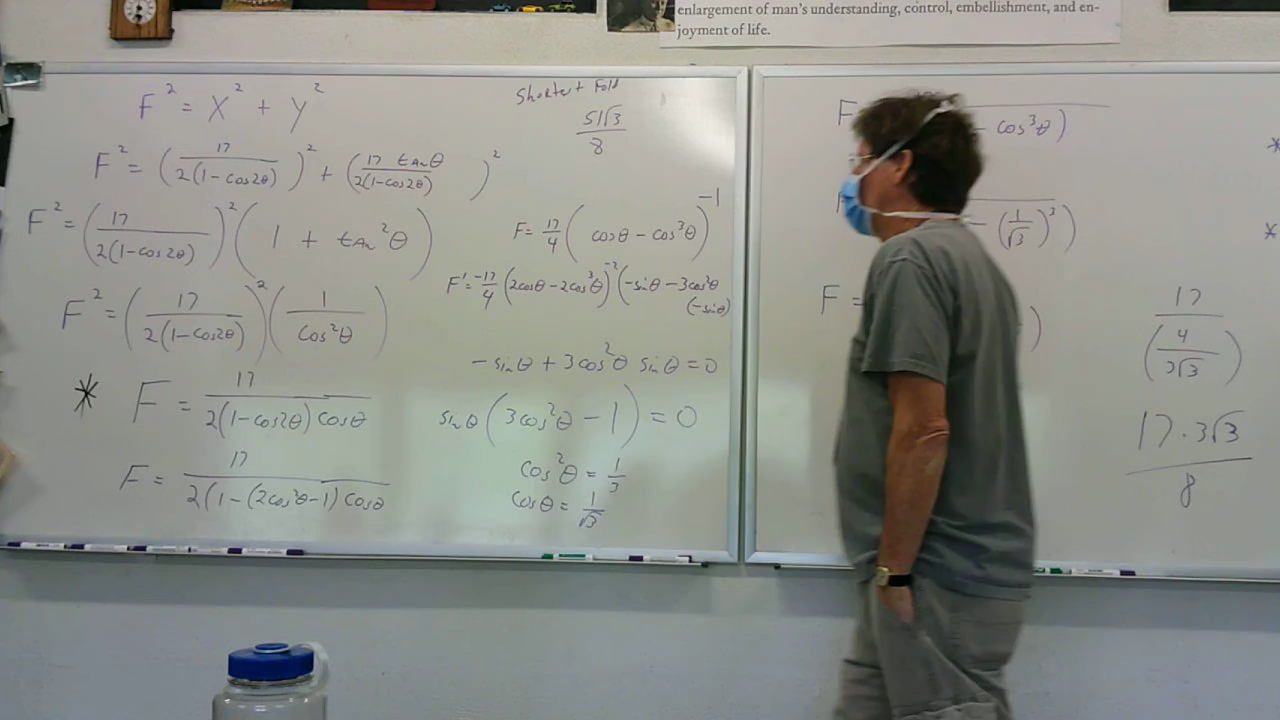 enlargement of man's understanding, control, embellishment, and en-
joyment of life.
F² = X² + Y²
F² = (17 / 2(1-cos2θ))² + (17 tanθ / 2(1-cos2θ))²
F² = (17 / 2(1-cos2θ))² (1 + tan²θ)
F² = (17 / 2(1-cos2θ))² (1 / cos²θ)
* F = 17 / 2(1-cos2θ) cosθ
F = 17 / 2(1-(2cos²θ-1) cosθ
Shortest Fold
51√3 / 8
F = 17/4 (cosθ - cos³θ)⁻¹
F' = -17/4 (2cosθ - 2cos³θ)⁻² (-sinθ - 3cos²θ
(-sinθ)
-sinθ + 3cos²θ sinθ = 0
sinθ (3cos²θ - 1) = 0
cos²θ = 1/3
cosθ = 1/√3
F
- cos³θ)
- (1/√3)³)
F =
)
17 / (4 / 3√3)
17 · 3√3 / 8
*
*